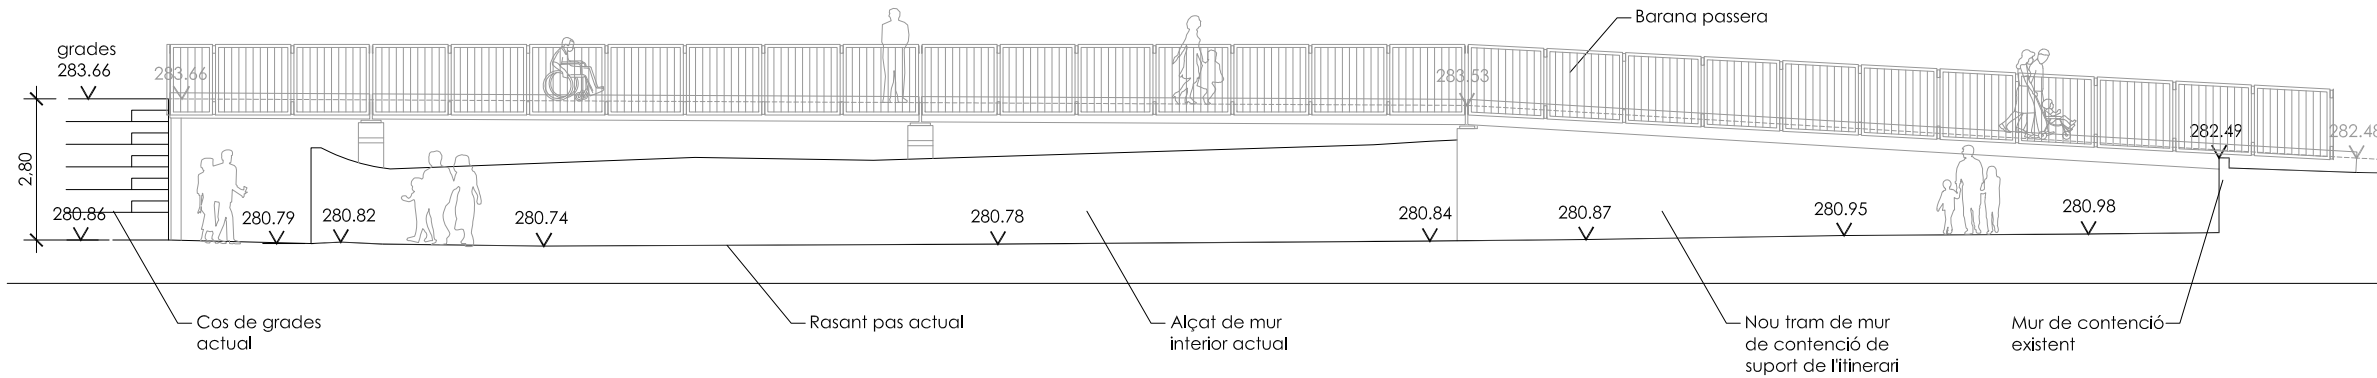 Barana passera
grades
283.66
283.66
283.53
282.49
282.48
2,80
280.86
280.79
280.82
280.74
280.78
280.84
280.87
280.95
280.98
Cos de grades
actual
Rasant pas actual
Alçat de mur
interior actual
Nou tram de mur
de contenció de
suport de l'itinerari
Mur de contenció
existent